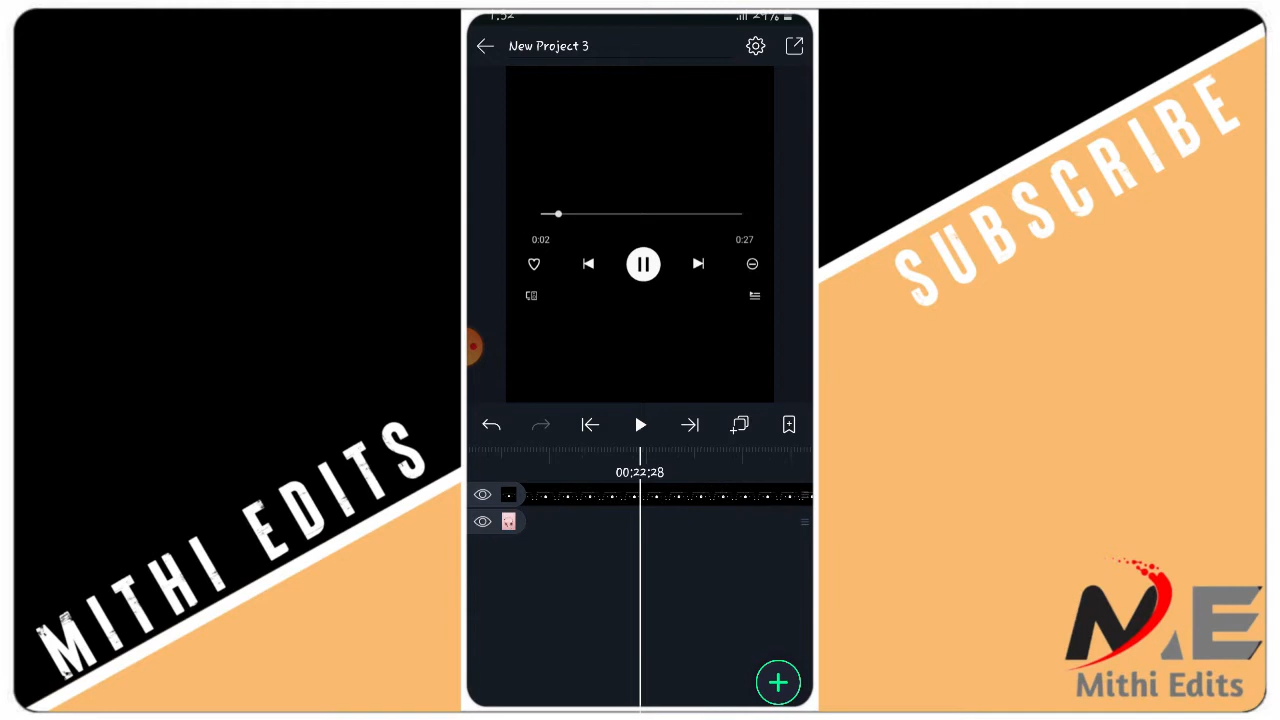 New Project 3
0:02
0:27
00:22:28
MITHI EDITS
SUBSCRIBE
M.E
Mithi Edits